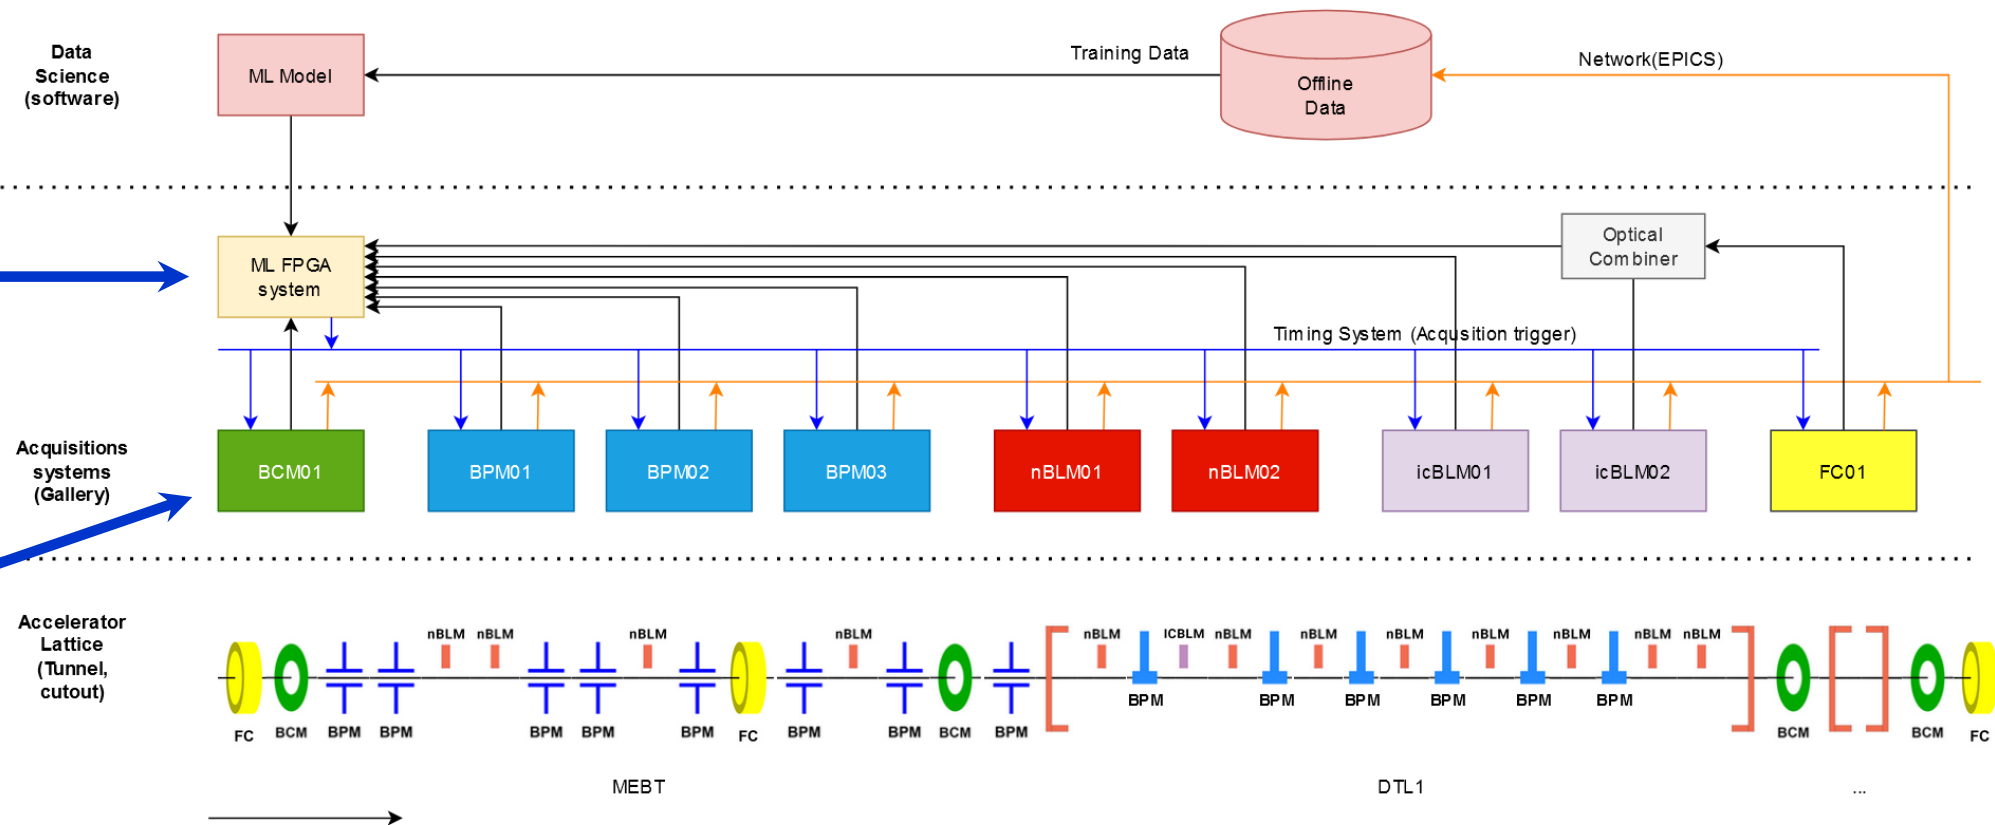 Data
Science
(software)
ML Model
Training Data
Offline
Data
Network(EPICS)
ML FPGA
system
Optical
Combiner
Timing System (Acqusition trigger)
Acquisitions
systems
(Gallery)
BCM01
BPM01
BPM02
BPM03
nBLM01
nBLM02
icBLM01
icBLM02
FC01
Accelerator
Lattice
(Tunnel,
cutout)
nBLM nBLM nBLM nBLM nBLM ICBLM nBLM nBLM nBLM nBLM nBLM nBLM nBLM
BPM BPM BPM BPM BPM BPM
FC BCM BPM BPM BPM BPM BPM FC BPM BPM BCM BPM BCM BCM FC
MEBT DTL1 ...